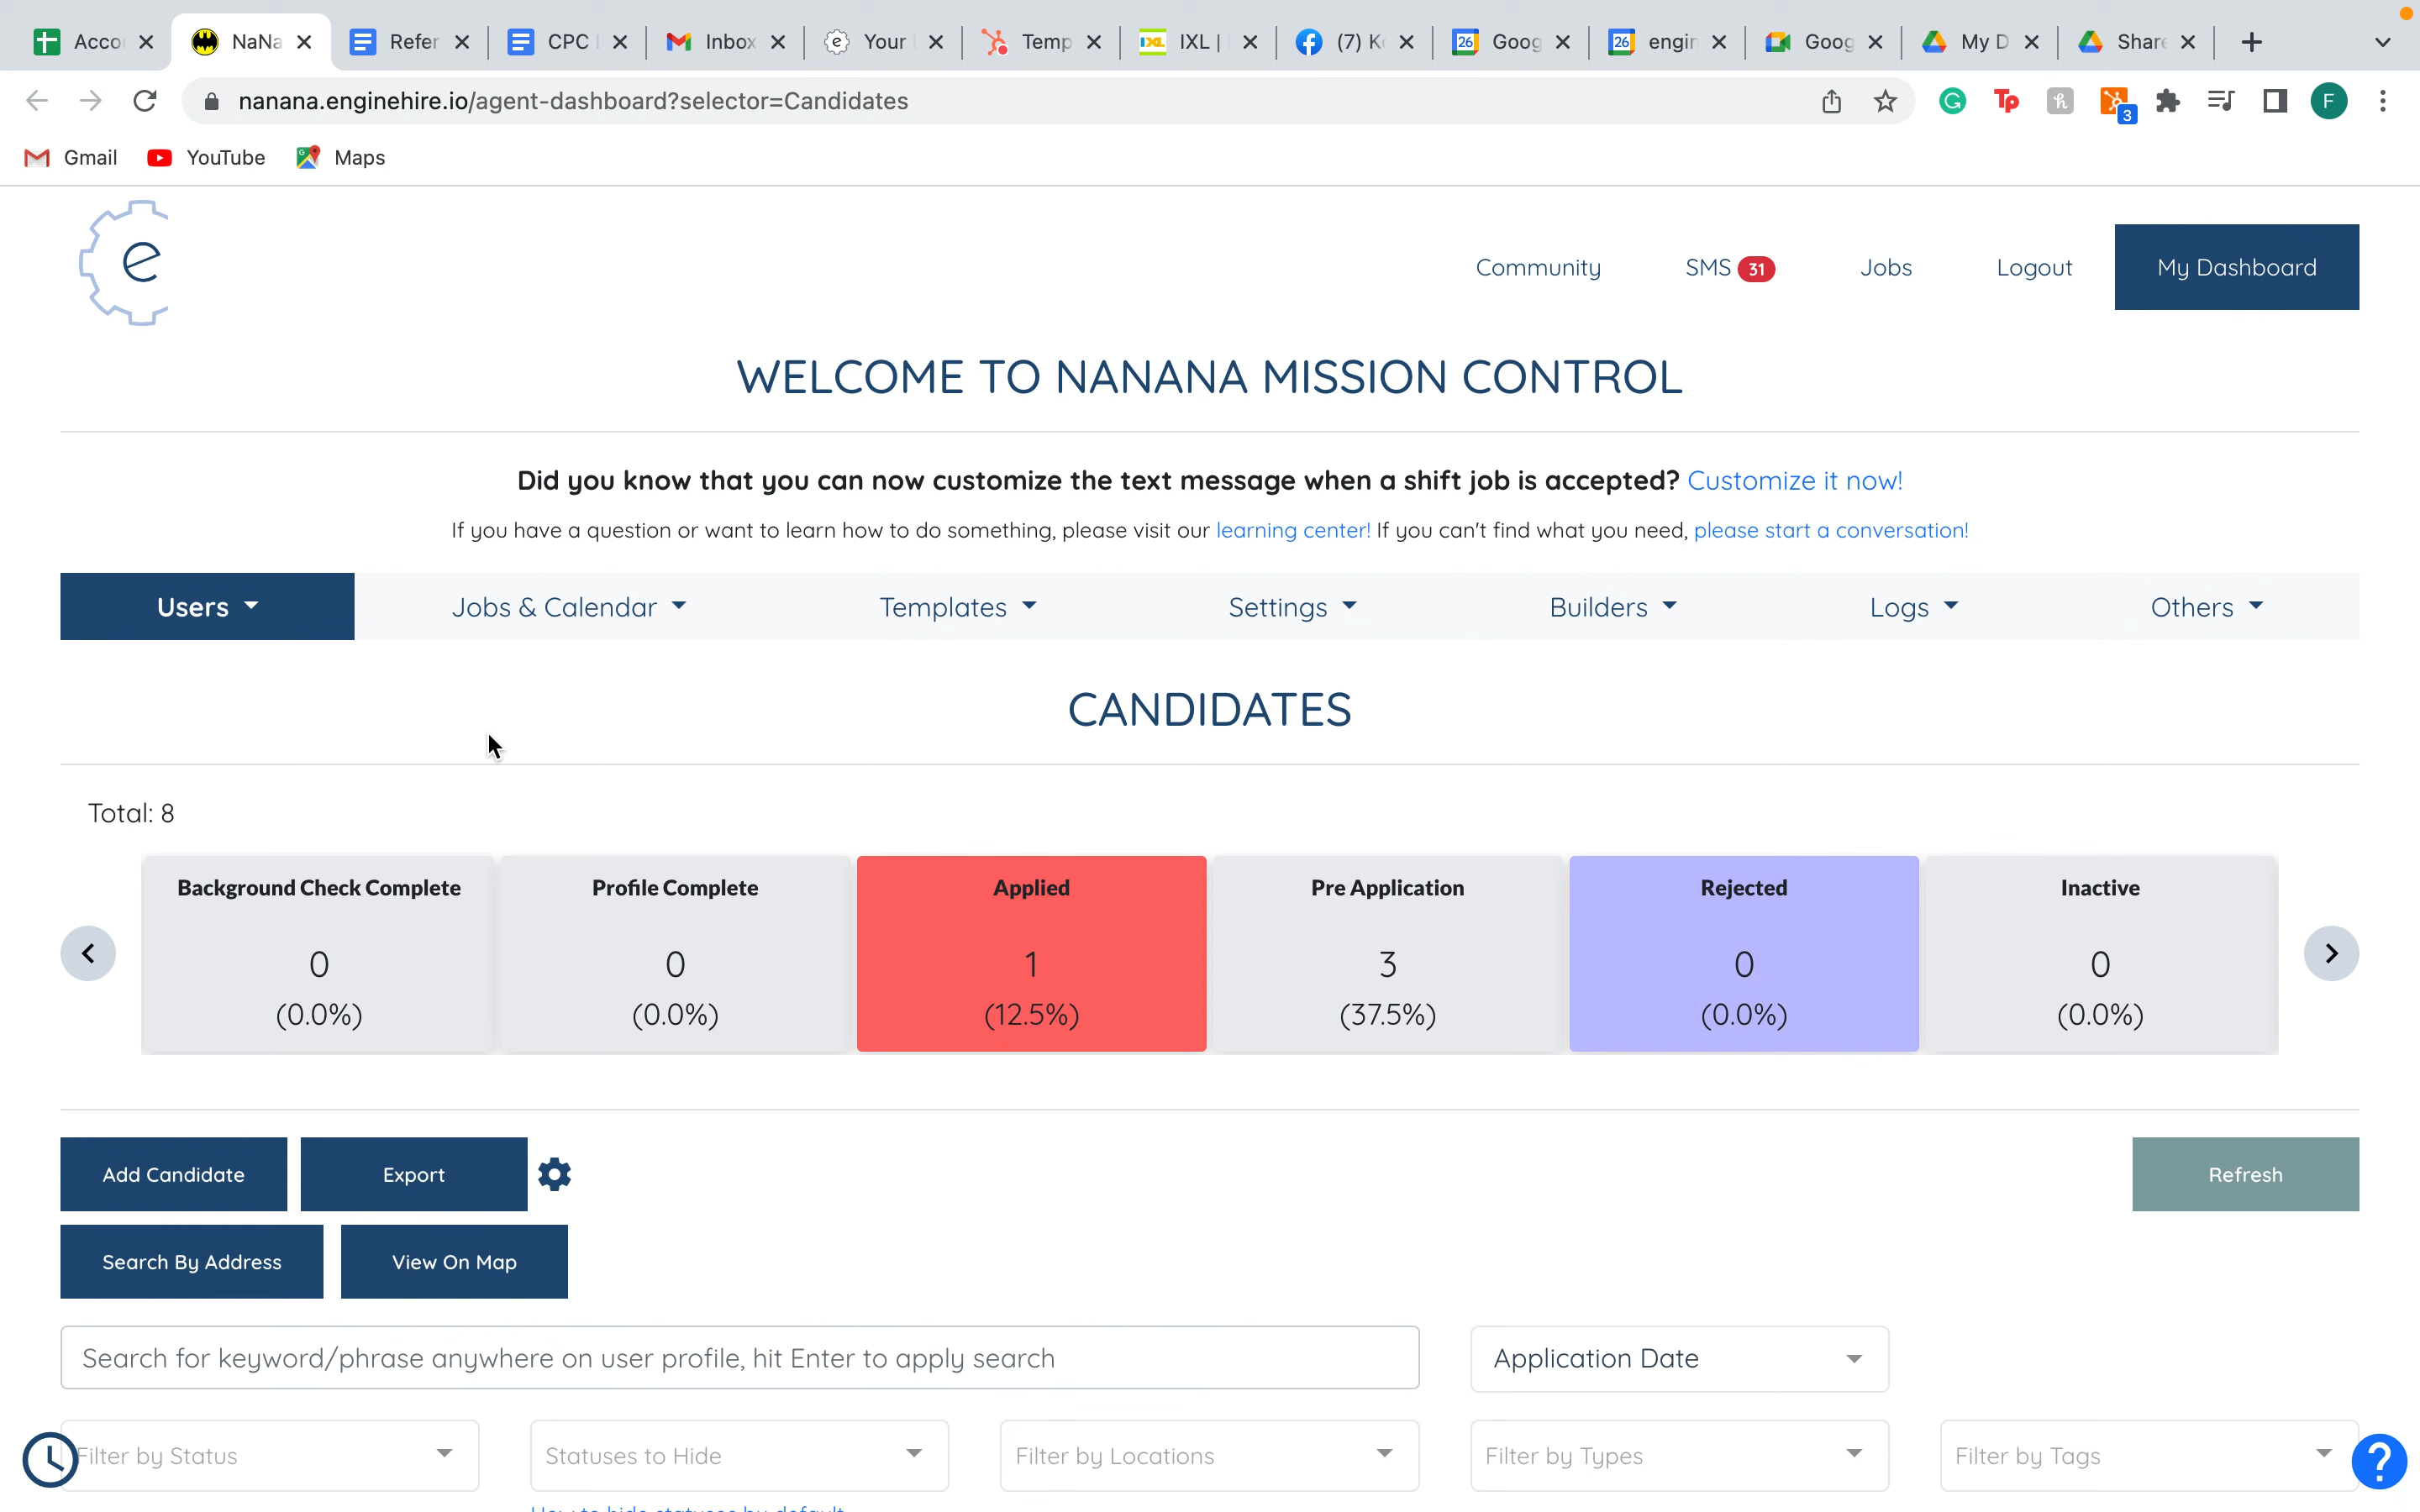 Acco
NaNa
Refer
CPC
Inbox
Your
Temp
IXL |
(7) K
Goog
engin
Goog
My D
Share
nanana.enginehire.io/agent-dashboard?selector=Candidates
3
F
Gmail
YouTube
Maps
e
Community
SMS 31
Jobs
Logout
My Dashboard
WELCOME TO NANANA MISSION CONTROL
Did you know that you can now customize the text message when a shift job is accepted? Customize it now!
If you have a question or want to learn how to do something, please visit our learning center! If you can't find what you need, please start a conversation!
Users
Jobs & Calendar
Templates
Settings
Builders
Logs
Others
CANDIDATES
Total: 8
Background Check Complete
0
(0.0%)
Profile Complete
0
(0.0%)
Applied
1
(12.5%)
Pre Application
3
(37.5%)
Rejected
0
(0.0%)
Inactive
0
(0.0%)
Add Candidate
Export
Refresh
Search By Address
View On Map
Search for keyword/phrase anywhere on user profile, hit Enter to apply search
Application Date
Filter by Status
Statuses to Hide
Filter by Locations
Filter by Types
Filter by Tags
?